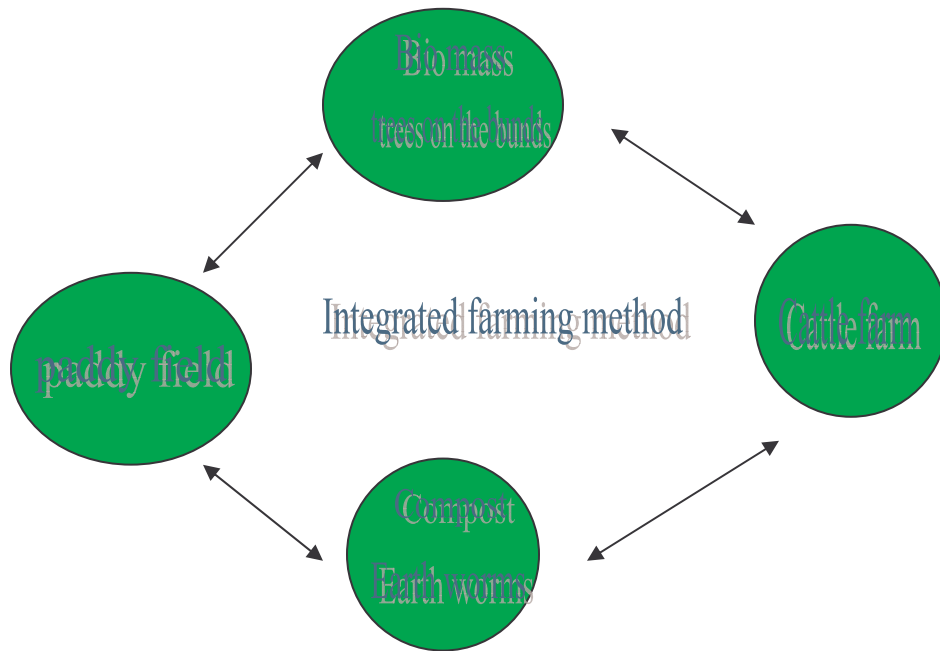 Bio mass
trees on the bunds
Integrated farming method
Cattle farm
paddy field
Compost
Earth worms